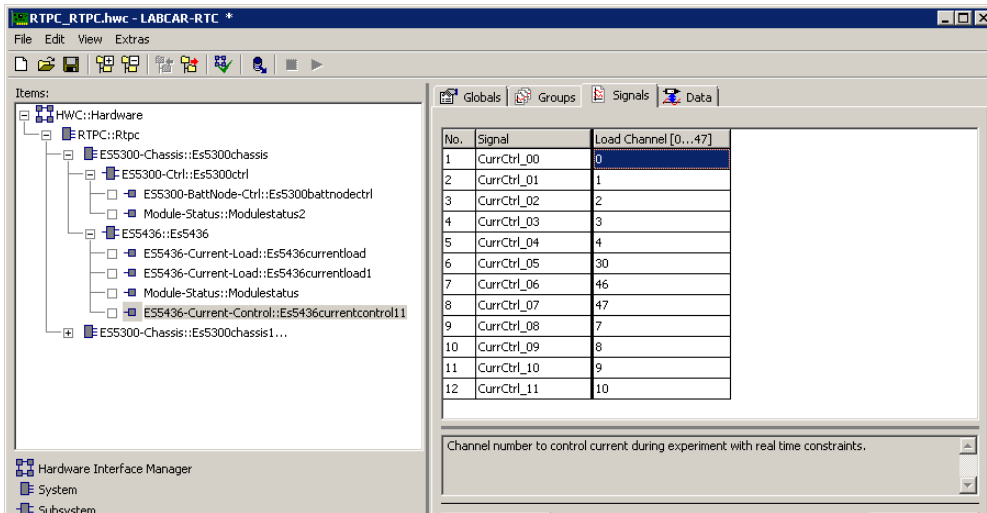 RTPC_RTPC.hwc - LABCAR-RTC *
File Edit View Extras
Items:
HWC::Hardware
RTPC::Rtpc
ES5300-Chassis::Es5300chassis
ES5300-Ctrl::Es5300ctrl
ES5300-BattNode-Ctrl::Es5300battnodectrl
Module-Status::Modulestatus2
ES5436::Es5436
ES5436-Current-Load::Es5436currentload
ES5436-Current-Load::Es5436currentload1
Module-Status::Modulestatus
ES5436-Current-Control::Es5436currentcontrol11
ES5300-Chassis::Es5300chassis1...
Hardware Interface Manager
System
Subsystem
Globals Groups Signals Data
No. Signal Load Channel [0...47]
1 CurrCtrl_00 0
2 CurrCtrl_01 1
3 CurrCtrl_02 2
4 CurrCtrl_03 3
5 CurrCtrl_04 4
6 CurrCtrl_05 30
7 CurrCtrl_06 46
8 CurrCtrl_07 47
9 CurrCtrl_08 7
10 CurrCtrl_09 8
11 CurrCtrl_10 9
12 CurrCtrl_11 10
Channel number to control current during experiment with real time constraints.